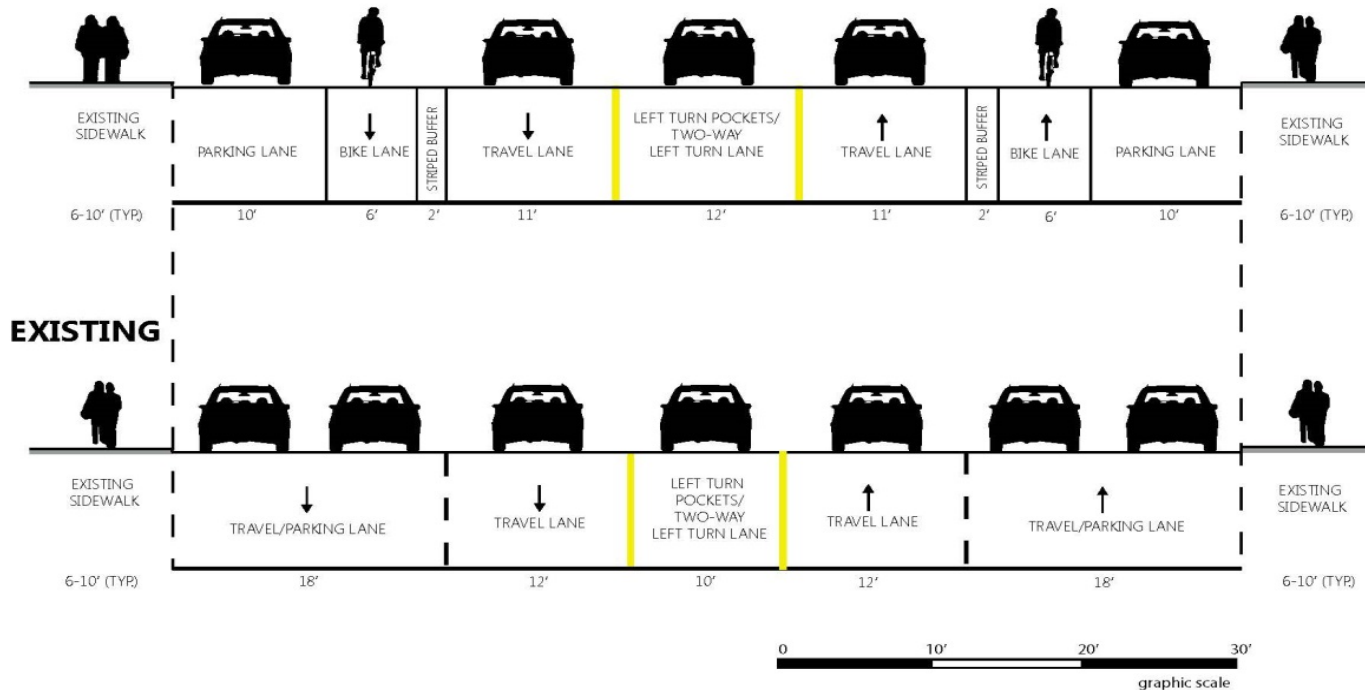 EXISTING
SIDEWALK
PARKING LANE
BIKE LANE
STRIPED BUFFER
TRAVEL LANE
LEFT TURN POCKETS/
TWO-WAY
LEFT TURN LANE
TRAVEL LANE
STRIPED BUFFER
BIKE LANE
PARKING LANE
EXISTING
SIDEWALK
6-10' (TYP.)
10'
6'
2'
11'
12'
11'
2'
6'
10'
6-10' (TYP.)
EXISTING
EXISTING
SIDEWALK
TRAVEL/PARKING LANE
TRAVEL LANE
LEFT TURN
POCKETS/
TWO-WAY
LEFT TURN LANE
TRAVEL LANE
TRAVEL/PARKING LANE
EXISTING
SIDEWALK
6-10' (TYP.)
18'
12'
10'
12'
18'
6-10' (TYP.)
0
10'
20'
30'
graphic scale